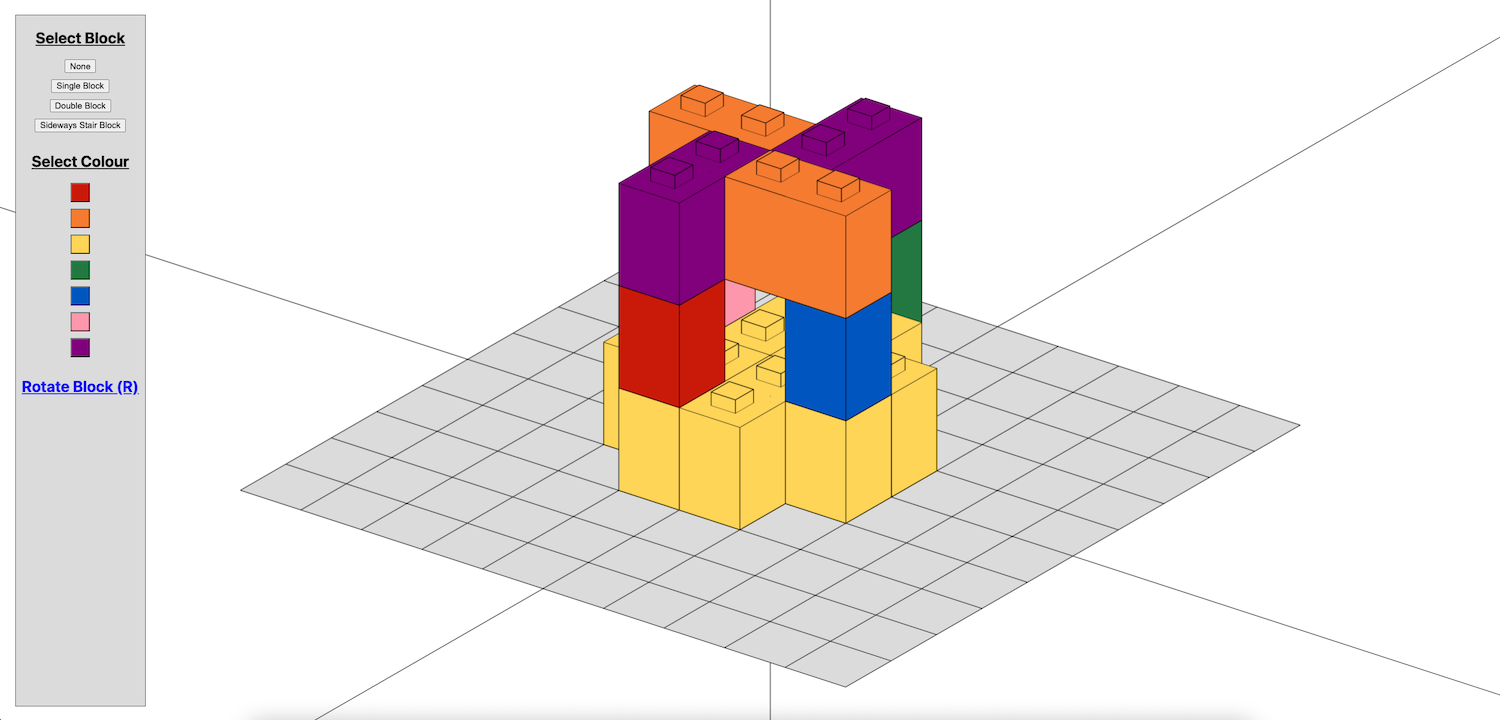 Select Block
None
Single Block
Double Block
Sideways Stair Block
Select Colour
Rotate Block (R)